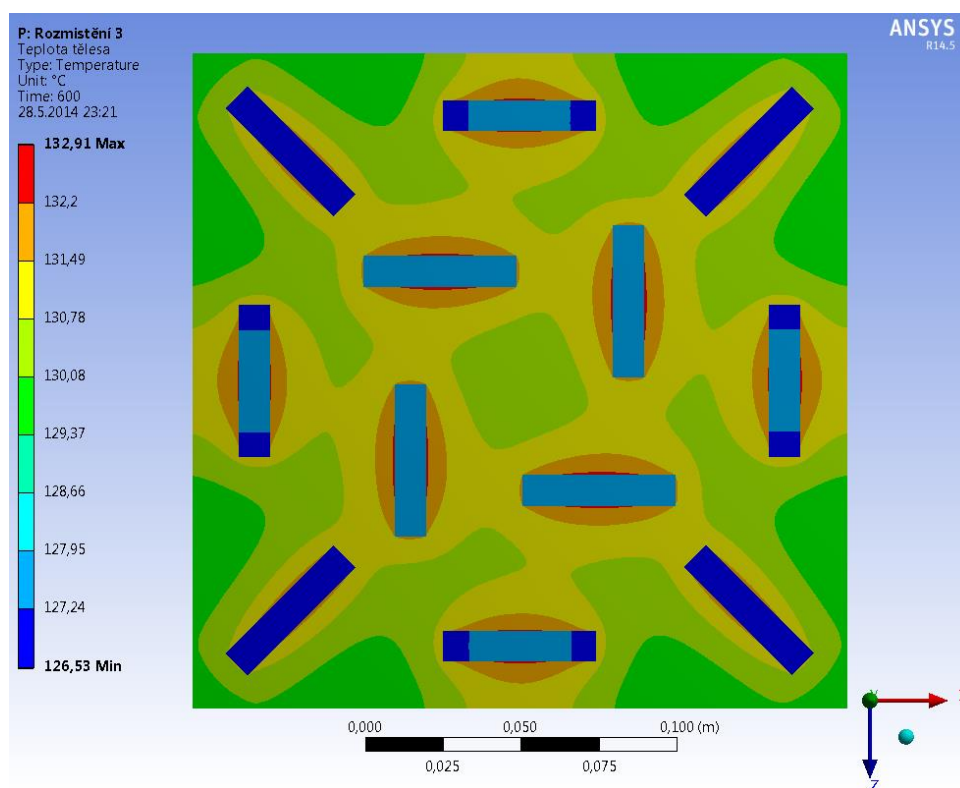 P: Rozmistění 3
Teplota tělesa
Type: Temperature
Unit: °C
Time: 600
28.5.2014 23:21
ANSYS
R14.5
132,91 Max
132,2
131,49
130,78
130,08
129,37
128,66
127,95
127,24
126,53 Min
0,000
0,050
0,100 (m)
0,025
0,075
Y
Z